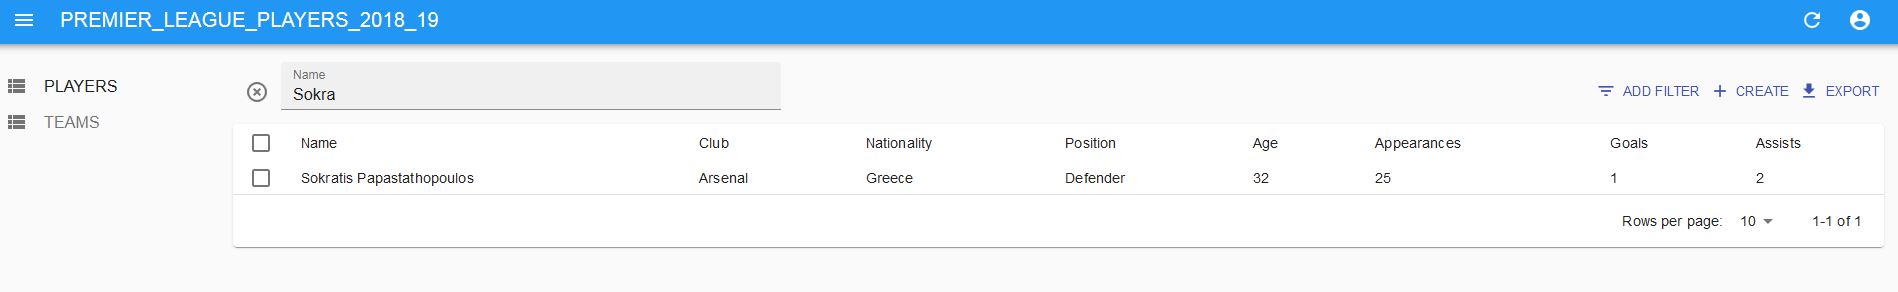 PREMIER_LEAGUE_PLAYERS_2018_19
PLAYERS
TEAMS
Name
Sokra
ADD FILTER CREATE EXPORT
Name Club Nationality Position Age Appearances Goals Assists
Sokratis Papastathopoulos Arsenal Greece Defender 32 25 1 2
Rows per page: 10 1-1 of 1